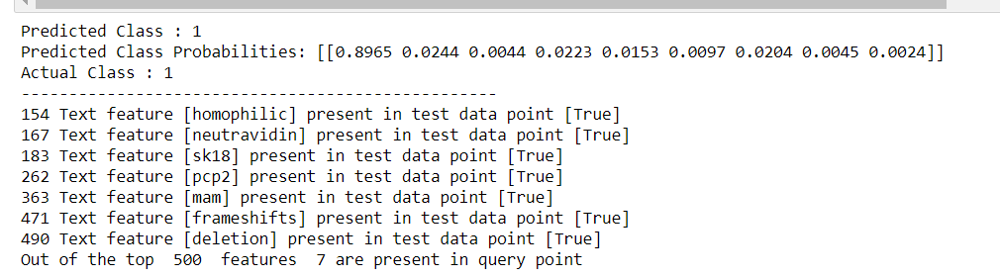 Predicted Class : 1
Predicted Class Probabilities: [[0.8965 0.0244 0.0044 0.0223 0.0153 0.0097 0.0204 0.0045 0.0024]]
Actual Class : 1
--------------------------------------------------
154 Text feature [homophilic] present in test data point [True]
167 Text feature [neutravidin] present in test data point [True]
183 Text feature [sk18] present in test data point [True]
262 Text feature [pcp2] present in test data point [True]
363 Text feature [mam] present in test data point [True]
471 Text feature [frameshifts] present in test data point [True]
490 Text feature [deletion] present in test data point [True]
Out of the top  500  features  7 are present in query point